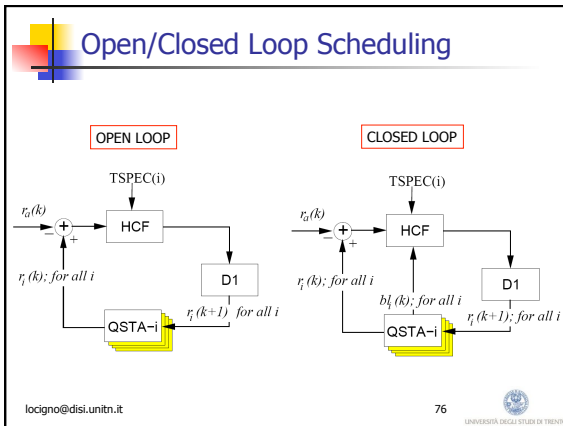 Open/Closed Loop Scheduling
OPEN LOOP
TSPEC(i)
r_a(k)
−
+
+
HCF
D1
r_i(k); for all i
r_i(k+1) for all i
QSTA-i
CLOSED LOOP
TSPEC(i)
r_a(k)
−
+
+
HCF
D1
r_i(k); for all i
bl_i(k); for all i
r_i(k+1); for all i
QSTA-i
locigno@disi.unitn.it
76
UNIVERSITÀ DEGLI STUDI DI TRENTO